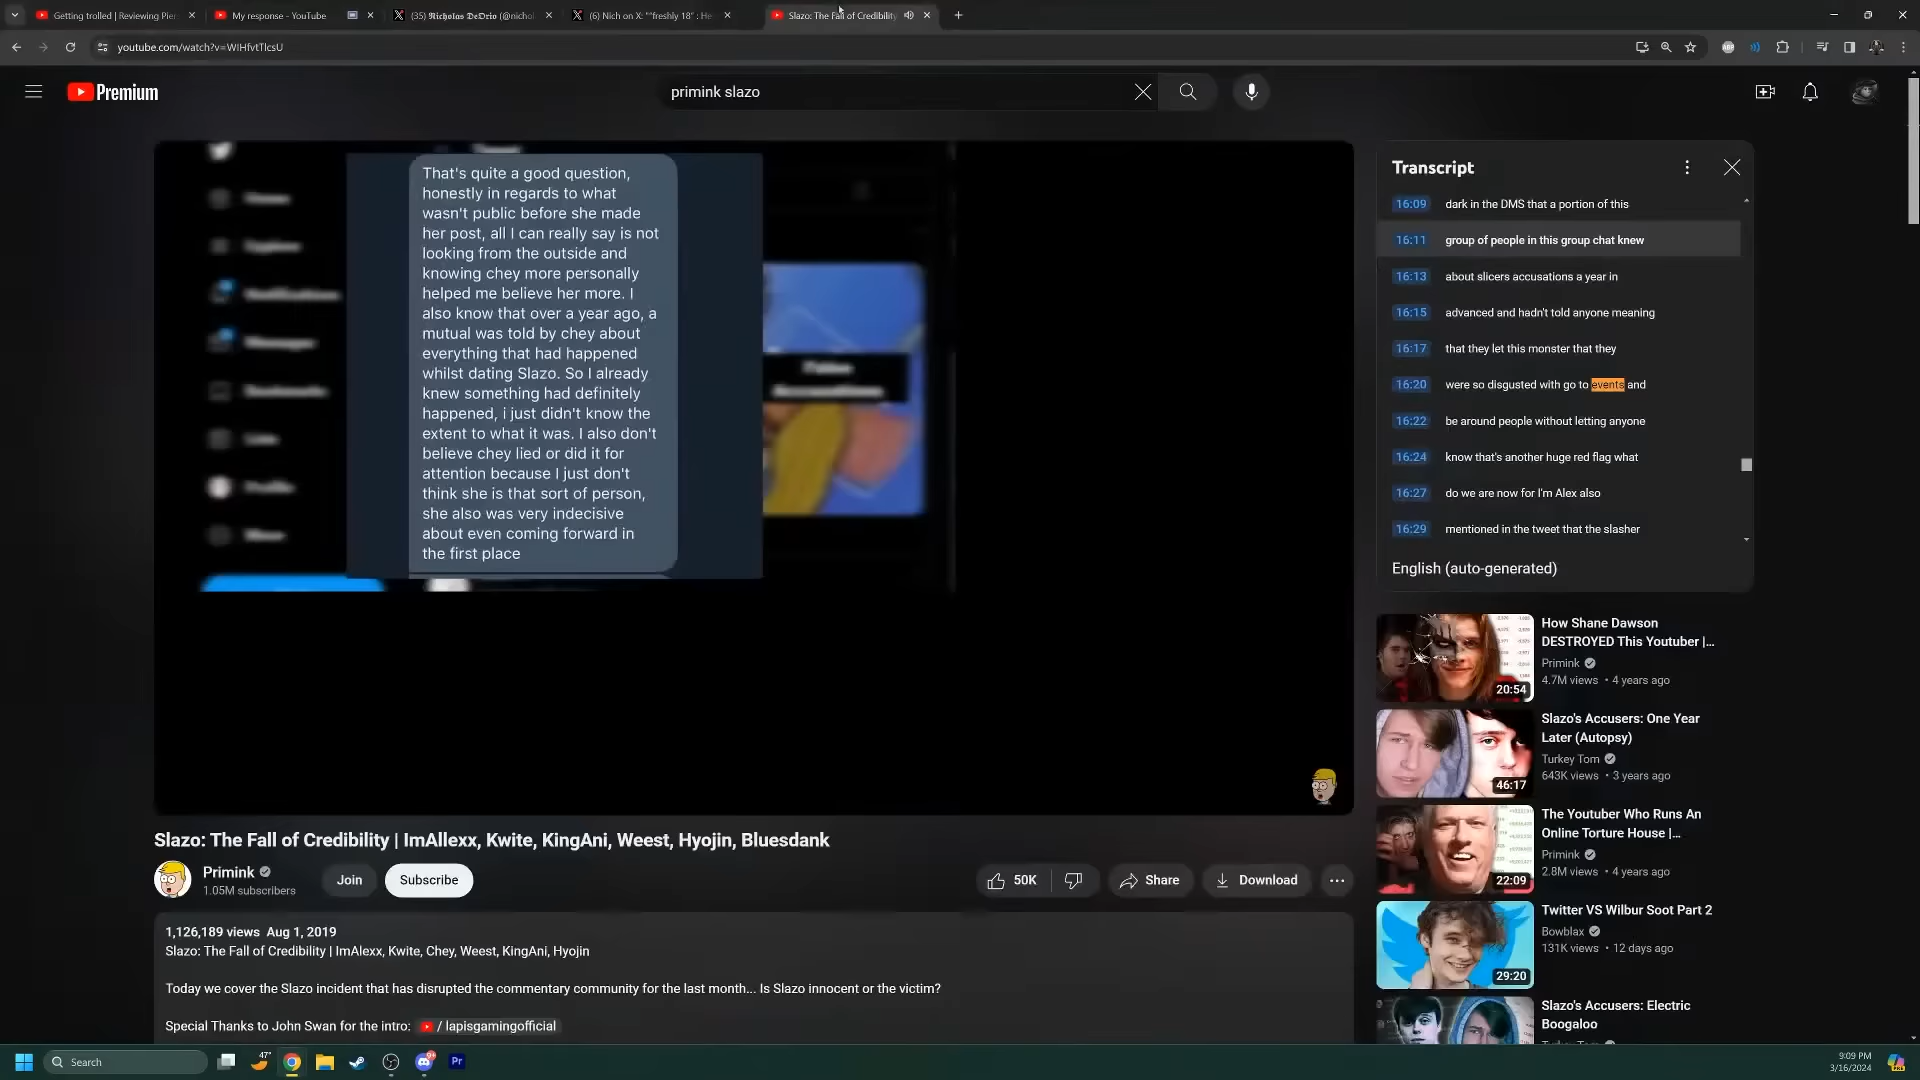 Getting trolled | Reviewing Pier
My response - YouTube
(35) 𝕹𝖎𝖈𝖍𝖔𝖑𝖆𝖘 𝕯𝖊𝕺𝖗𝖎𝖔 (@nichol
(6) Nich on X: ""freshly 18" : He
Slazo: The Fall of Credibility
youtube.com/watch?v=WIHfvtTlcsU
Premium
primink slazo
That's quite a good question,
honestly in regards to what
wasn't public before she made
her post, all I can really say is not
looking from the outside and
knowing chey more personally
helped me believe her more. I
also know that over a year ago, a
mutual was told by chey about
everything that had happened
whilst dating Slazo. So I already
knew something had definitely
happened, i just didn't know the
extent to what it was. I also don't
believe chey lied or did it for
attention because I just don't
think she is that sort of person,
she also was very indecisive
about even coming forward in
the first place
Transcript
16:09 dark in the DMS that a portion of this
16:11 group of people in this group chat knew
16:13 about slicers accusations a year in
16:15 advanced and hadn't told anyone meaning
16:17 that they let this monster that they
16:20 were so disgusted with go to events and
16:22 be around people without letting anyone
16:24 know that's another huge red flag what
16:27 do we are now for I'm Alex also
16:29 mentioned in the tweet that the slasher
English (auto-generated)
Slazo: The Fall of Credibility | ImAllexx, Kwite, KingAni, Weest, Hyojin, Bluesdank
Primink
1.05M subscribers
Join
Subscribe
50K
Share
Download
1,126,189 views Aug 1, 2019
Slazo: The Fall of Credibility | ImAlexx, Kwite, Chey, Weest, KingAni, Hyojin
Today we cover the Slazo incident that has disrupted the commentary community for the last month... Is Slazo innocent or the victim?
Special Thanks to John Swan for the intro: / lapisgamingofficial
How Shane Dawson
DESTROYED This Youtuber |...
Primink
4.7M views • 4 years ago
20:54
Slazo's Accusers: One Year
Later (Autopsy)
Turkey Tom
643K views • 3 years ago
46:17
The Youtuber Who Runs An
Online Torture House |...
Primink
2.8M views • 4 years ago
22:09
Twitter VS Wilbur Soot Part 2
Bowblax
131K views • 12 days ago
29:20
Slazo's Accusers: Electric
Boogaloo
Search
47°
Pr
9:09 PM
3/16/2024